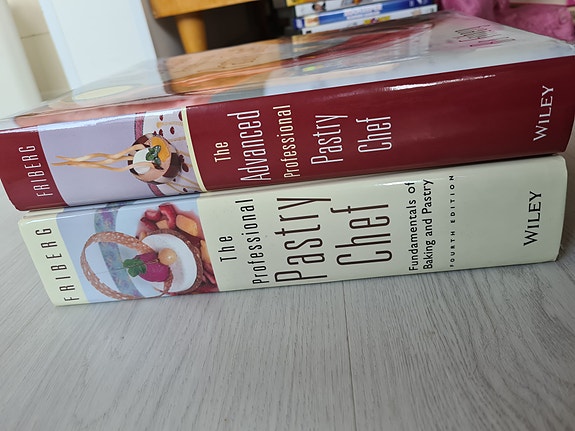 FRIBERG
The
Advanced
Professional
Pastry
Chef
WILEY
FRIBERG
The
Professional
Pastry
Chef
Fundamentals of
Baking and Pastry
FOURTH EDITION
WILEY